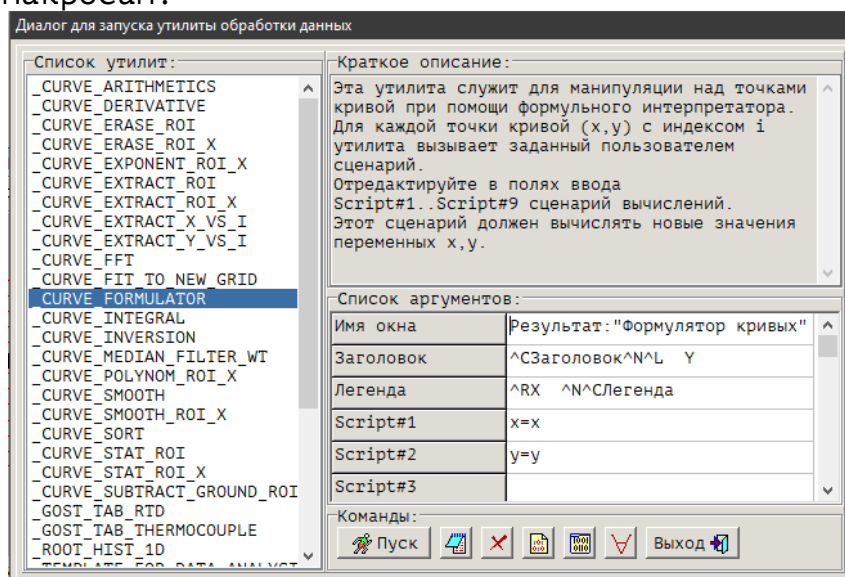 Диалог для запуска утилиты обработки данных
Список утилит:
_CURVE_ARITHMETICS
_CURVE_DERIVATIVE
_CURVE_ERASE_ROI
_CURVE_ERASE_ROI_X
_CURVE_EXPONENT_ROI_X
_CURVE_EXTRACT_ROI
_CURVE_EXTRACT_ROI_X
_CURVE_EXTRACT_X_VS_I
_CURVE_EXTRACT_Y_VS_I
_CURVE_FFT
_CURVE_FIT_TO_NEW_GRID
_CURVE_FORMULATOR
_CURVE_INTEGRAL
_CURVE_INVERSION
_CURVE_MEDIAN_FILTER_WT
_CURVE_POLYNOM_ROI_X
_CURVE_SMOOTH
_CURVE_SMOOTH_ROI_X
_CURVE_SORT
_CURVE_STAT_ROI
_CURVE_STAT_ROI_X
_CURVE_SUBTRACT_GROUND_ROI
_GOST_TAB_RTD
_GOST_TAB_THERMOCOUPLE
_ROOT_HIST_1D
Краткое описание:
Эта утилита служит для манипуляции над точками
кривой при помощи формульного интерпретатора.
Для каждой точки кривой (x,y) с индексом i
утилита вызывает заданный пользователем
сценарий.
Отредактируйте в полях ввода
Script#1..Script#9 сценарий вычислений.
Этот сценарий должен вычислять новые значения
переменных x,y.
Список аргументов:
Имя окна Результат:"Формулятор кривых"
Заголовок ^CЗаголовок^N^L  Y
Легенда ^RX  ^N^CЛегенда
Script#1 x=x
Script#2 y=y
Script#3
Команды:
Пуск Выход